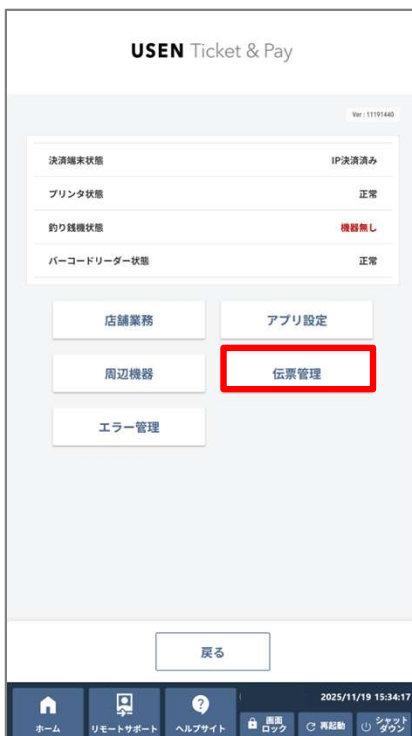 USEN Ticket & Pay
Ver : 11191440
決済端末状態 IP決済済み
プリンタ状態 正常
釣り銭機状態 機器無し
バーコードリーダー状態 正常
店舗業務 アプリ設定
周辺機器 伝票管理
エラー管理
戻る
2025/11/19 15:34:17
ホーム リモートサポート ヘルプサイト 画面ロック 再起動 シャットダウン